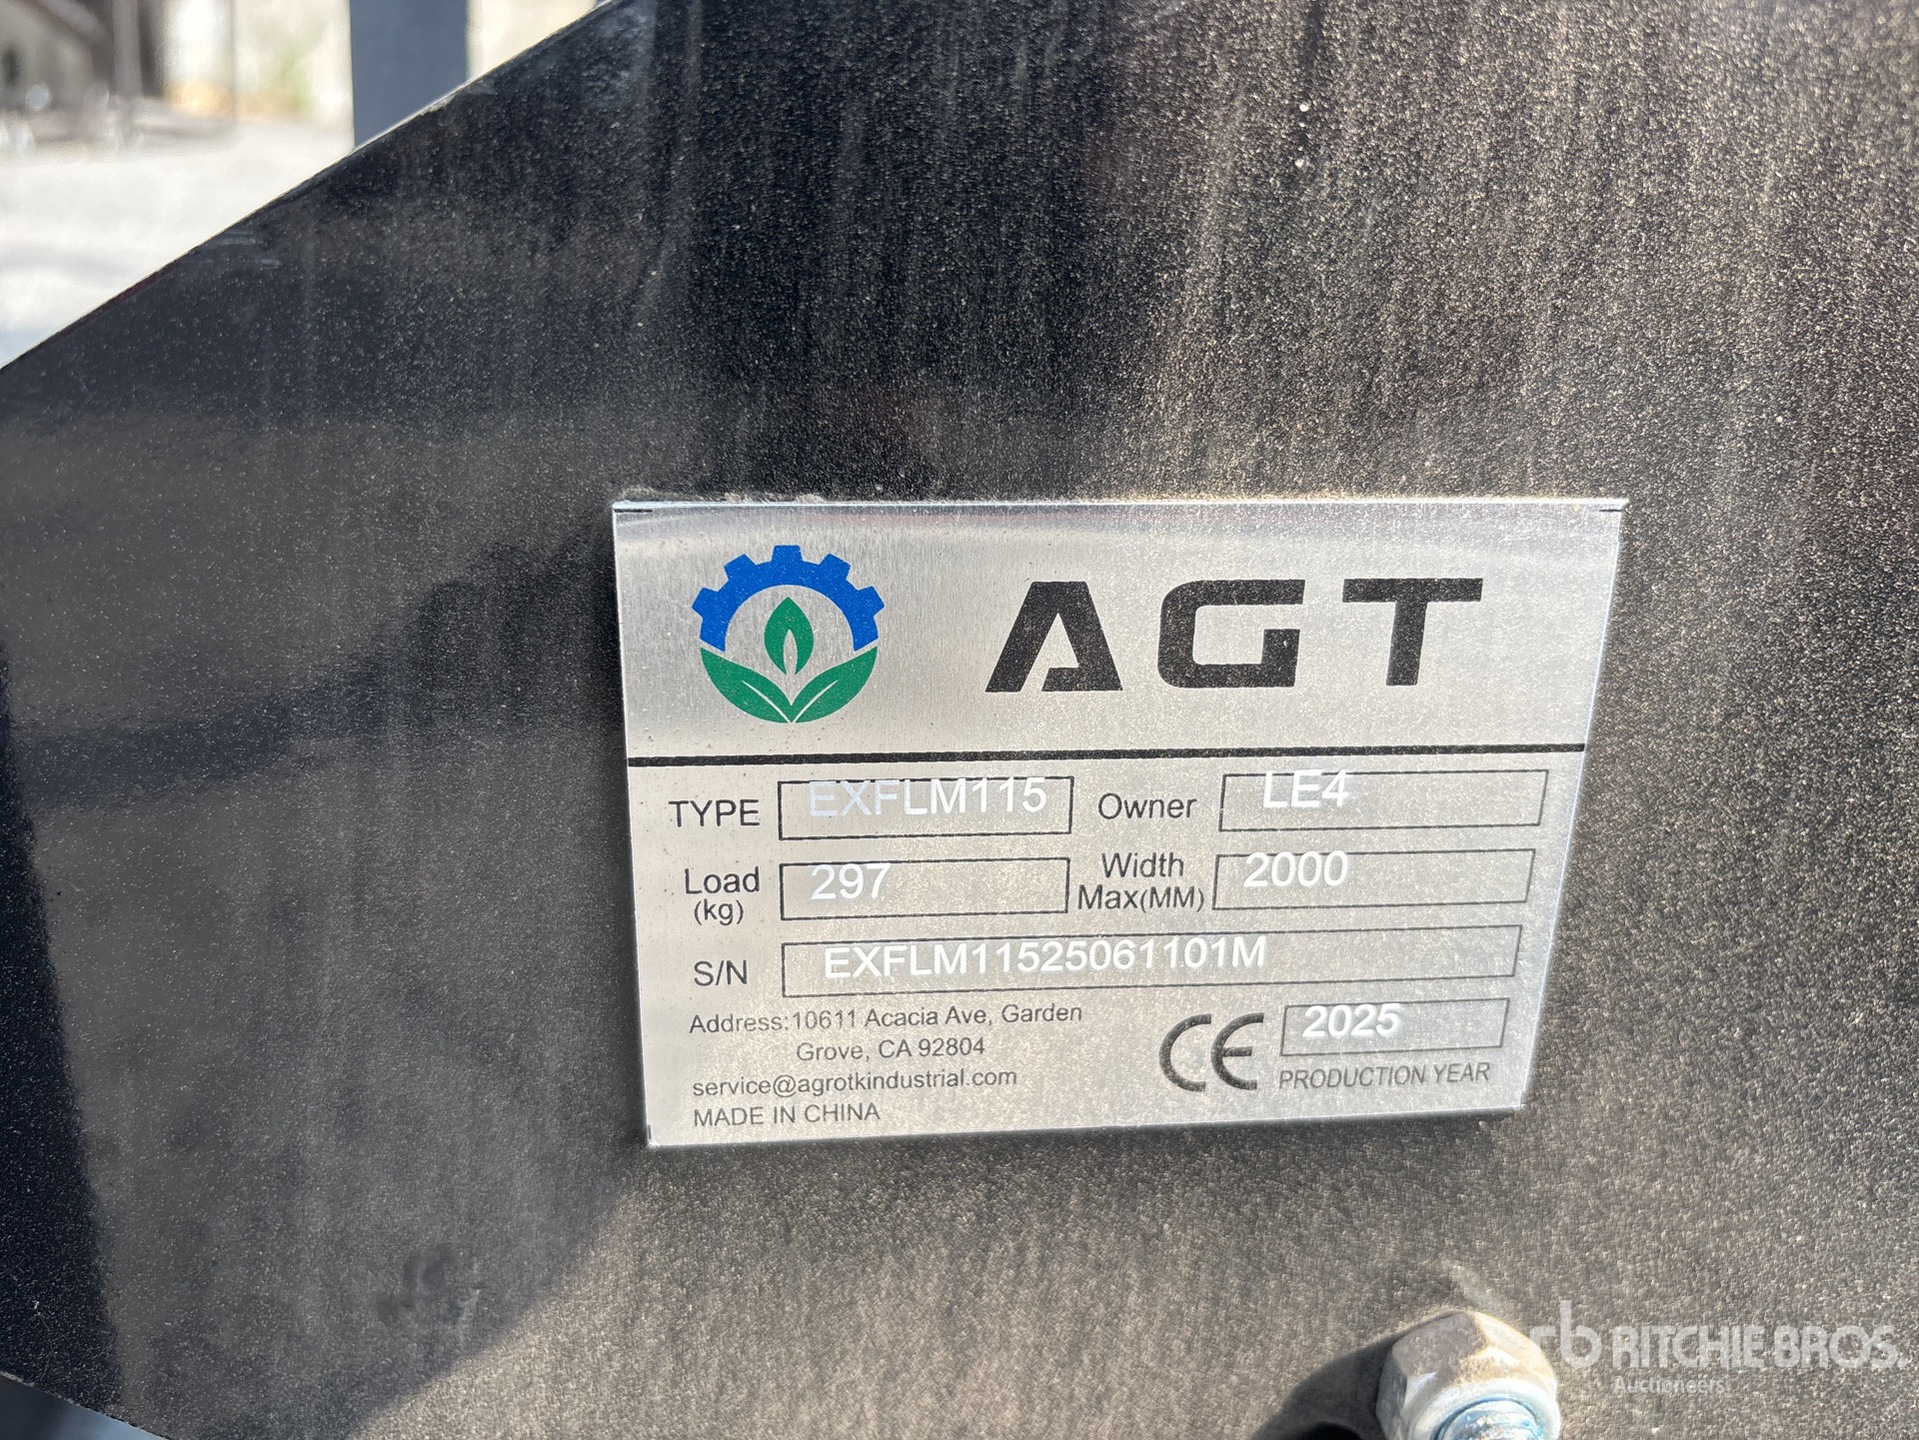 AGT
TYPE EXFLM115 Owner LE4
Load (kg) 297 Width Max(MM) 2000
S/N EXFLM11525061101M
Address:10611 Acacia Ave, Garden
Grove, CA 92804
service@agrotkindustrial.com
MADE IN CHINA
CE 2025
PRODUCTION YEAR
rb RITCHIE BROS.
Auctioneers